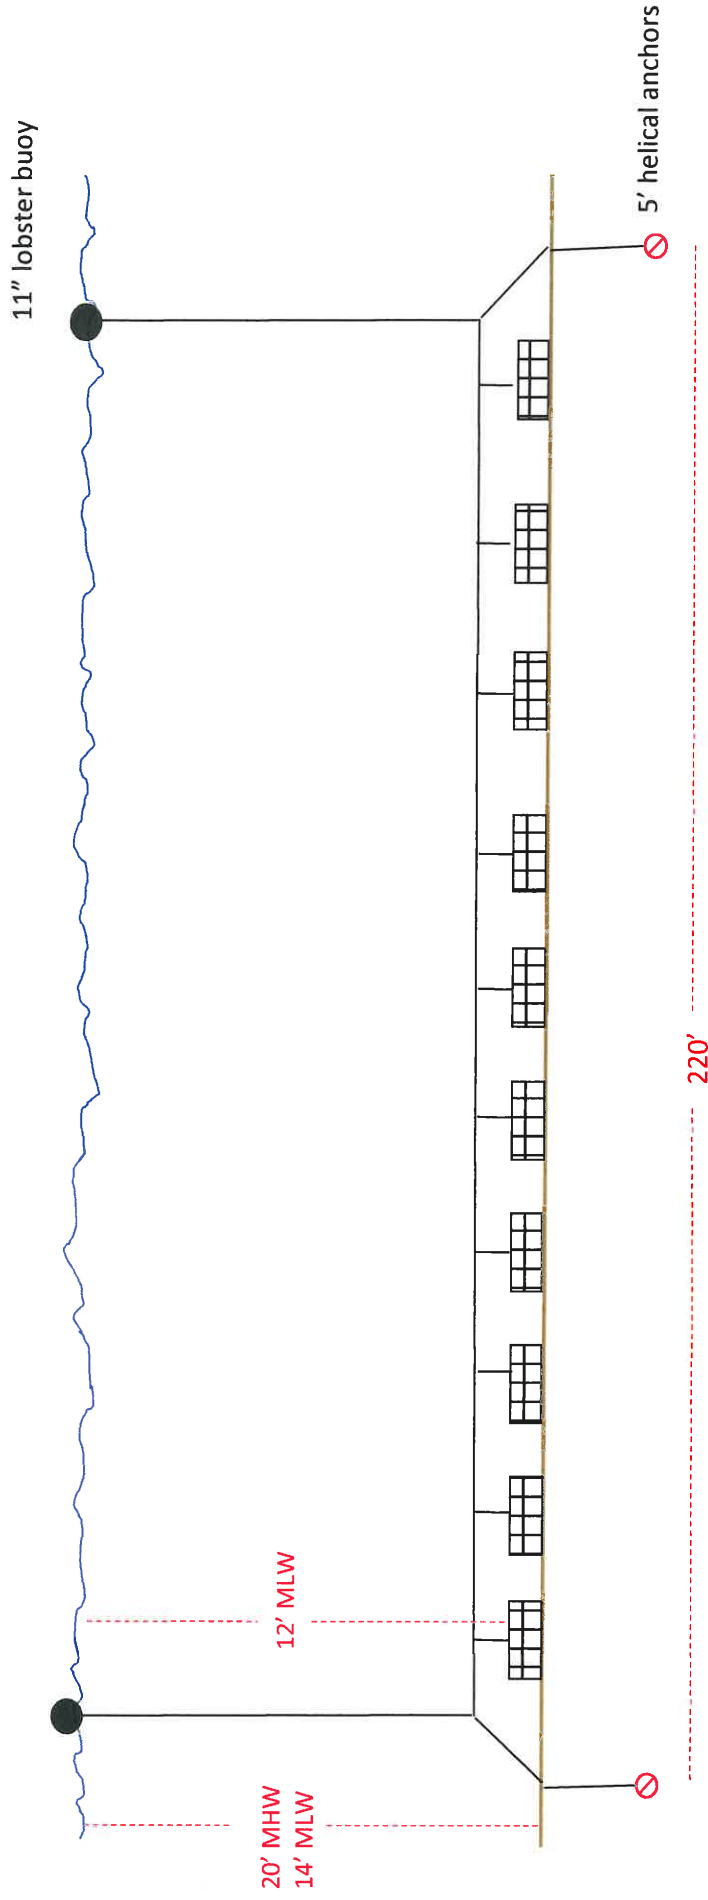 11” lobster buoy
12’ MLW
20’ MHW
14’ MLW
5’ helical anchors
220’